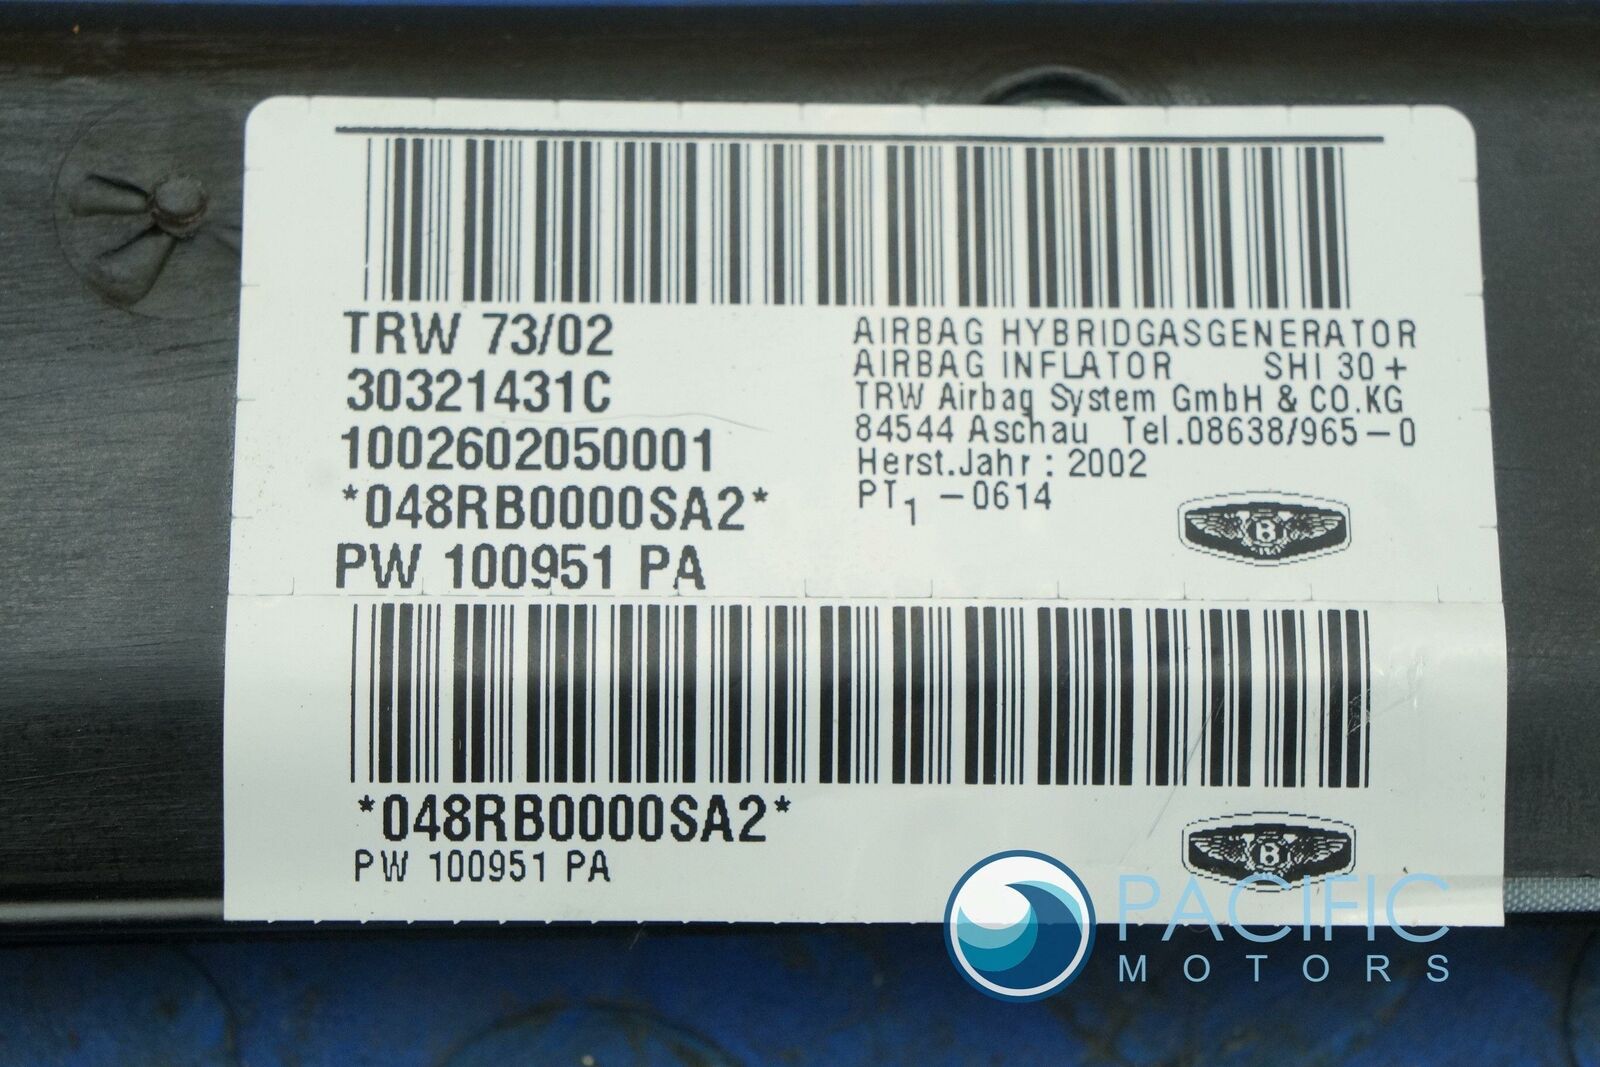 TRW 73/02
30321431C
1002602050001
*048RB0000SA2*
PW 100951 PA
AIRBAG HYBRIDGASGENERATOR
AIRBAG INFLATOR SHI 30+
TRW Airbag System GmbH & CO.KG
84544 Aschau Tel.08638/965-0
Herst.Jahr : 2002
PT1 -0614
B
*048RB0000SA2*
PW 100951 PA
B
PACIFIC
MOTORS